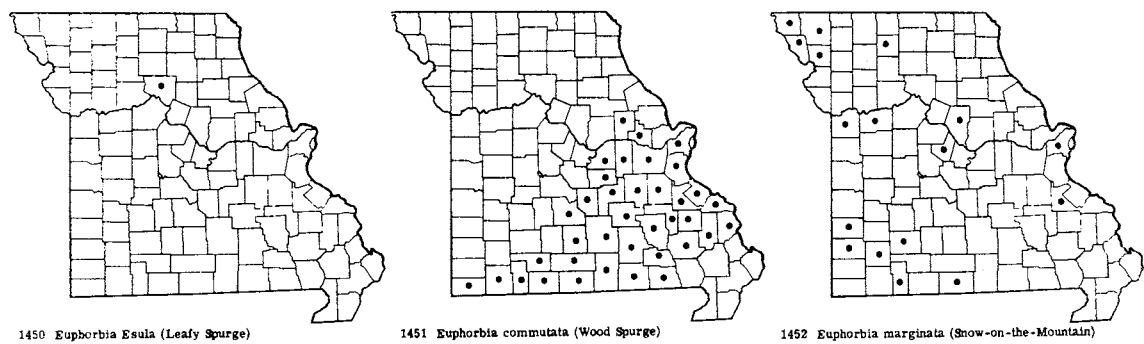 1450 Euphorbia Esula (Leafy Spurge)
1451 Euphorbia commutata (Wood Spurge)
1452 Euphorbia marginata (Snow-on-the-Mountain)